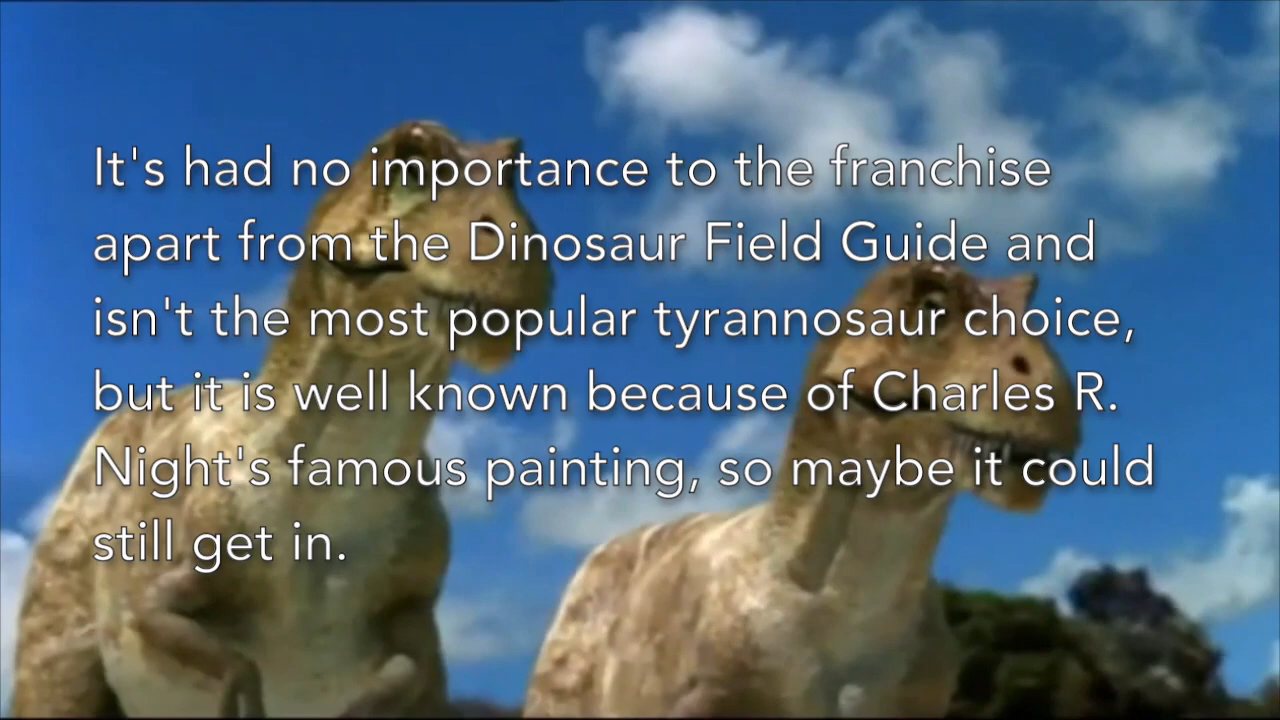 It's had no importance to the franchise
apart from the Dinosaur Field Guide and
isn't the most popular tyrannosaur choice,
but it is well known because of Charles R.
Night's famous painting, so maybe it could
still get in.